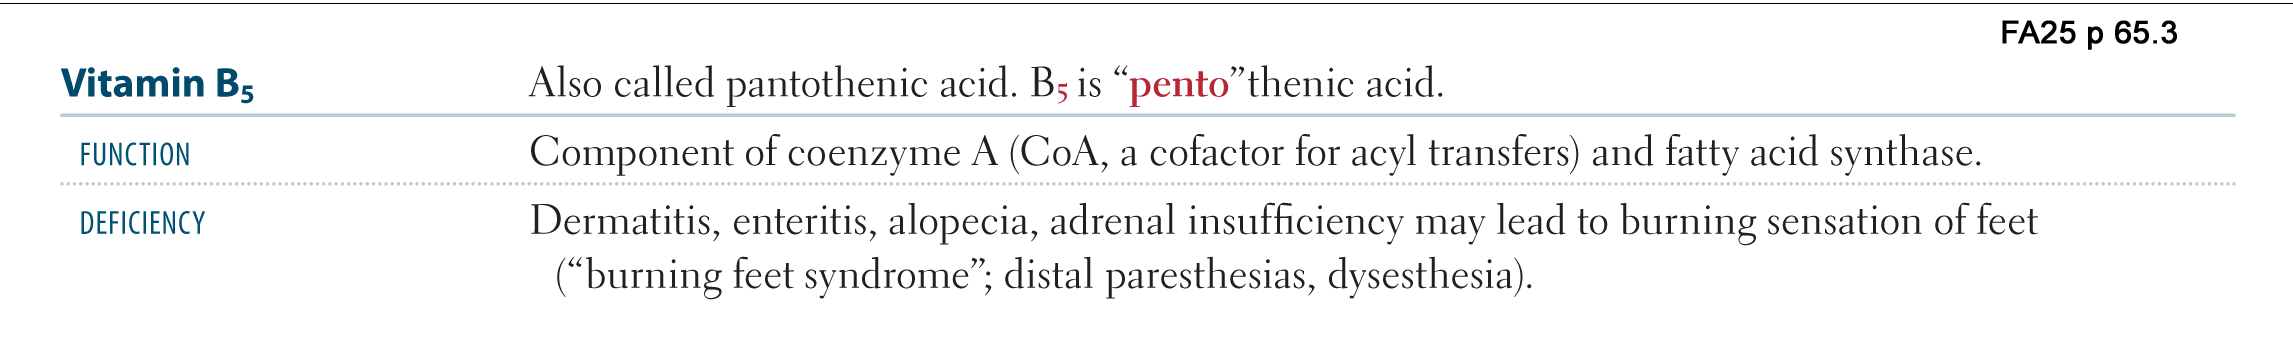 FA25 p 65.3
Vitamin B5 Also called pantothenic acid. B5 is “pento”thenic acid.
FUNCTION Component of coenzyme A (CoA, a cofactor for acyl transfers) and fatty acid synthase.
DEFICIENCY Dermatitis, enteritis, alopecia, adrenal insufficiency may lead to burning sensation of feet
(“burning feet syndrome”; distal paresthesias, dysesthesia).